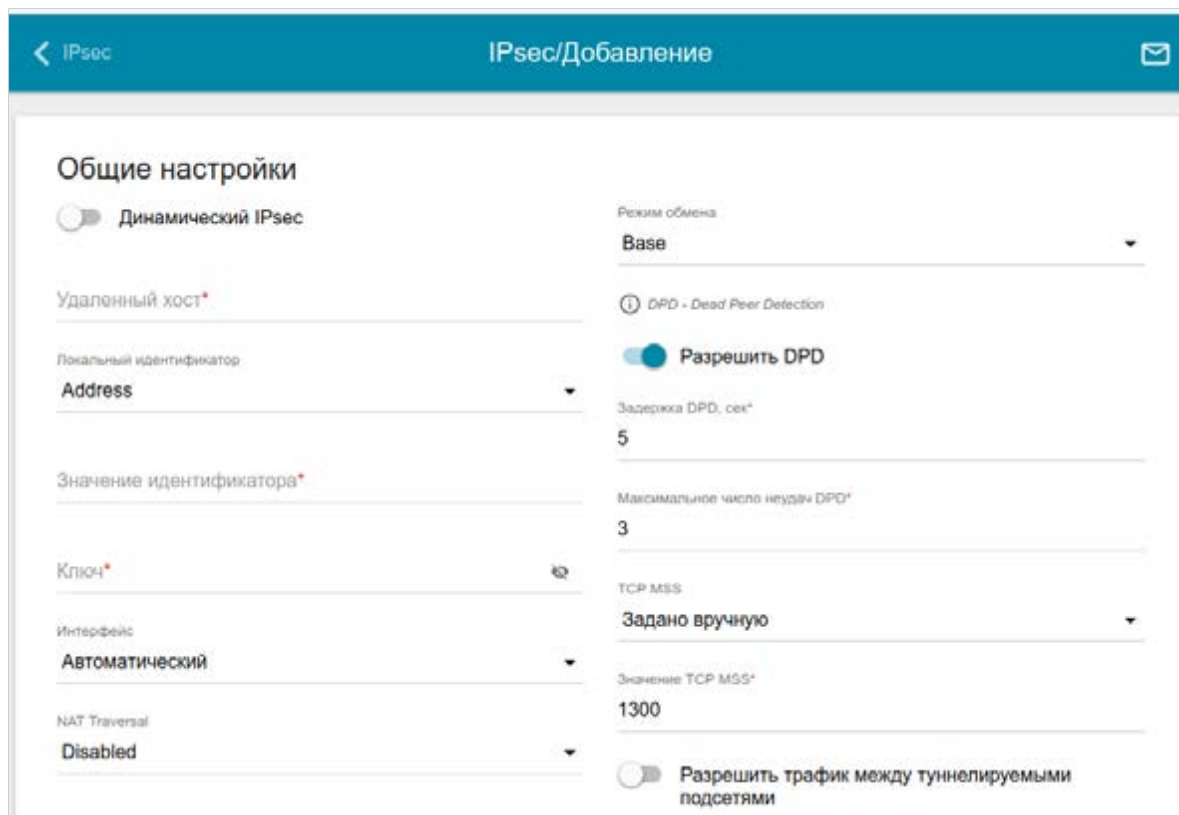 IPsec
IPsec/Добавление
Общие настройки
Динамический IPsec
Удаленный хост*
Локальный идентификатор
Address
Значение идентификатора*
Ключ*
Интерфейс
Автоматический
NAT Traversal
Disabled
Режим обмена
Base
DPD - Dead Peer Detection
Разрешить DPD
Задержка DPD, сек*
5
Максимальное число неудач DPD*
3
TCP MSS
Задано вручную
Значение TCP MSS*
1300
Разрешить трафик между туннелируемыми
подсетями